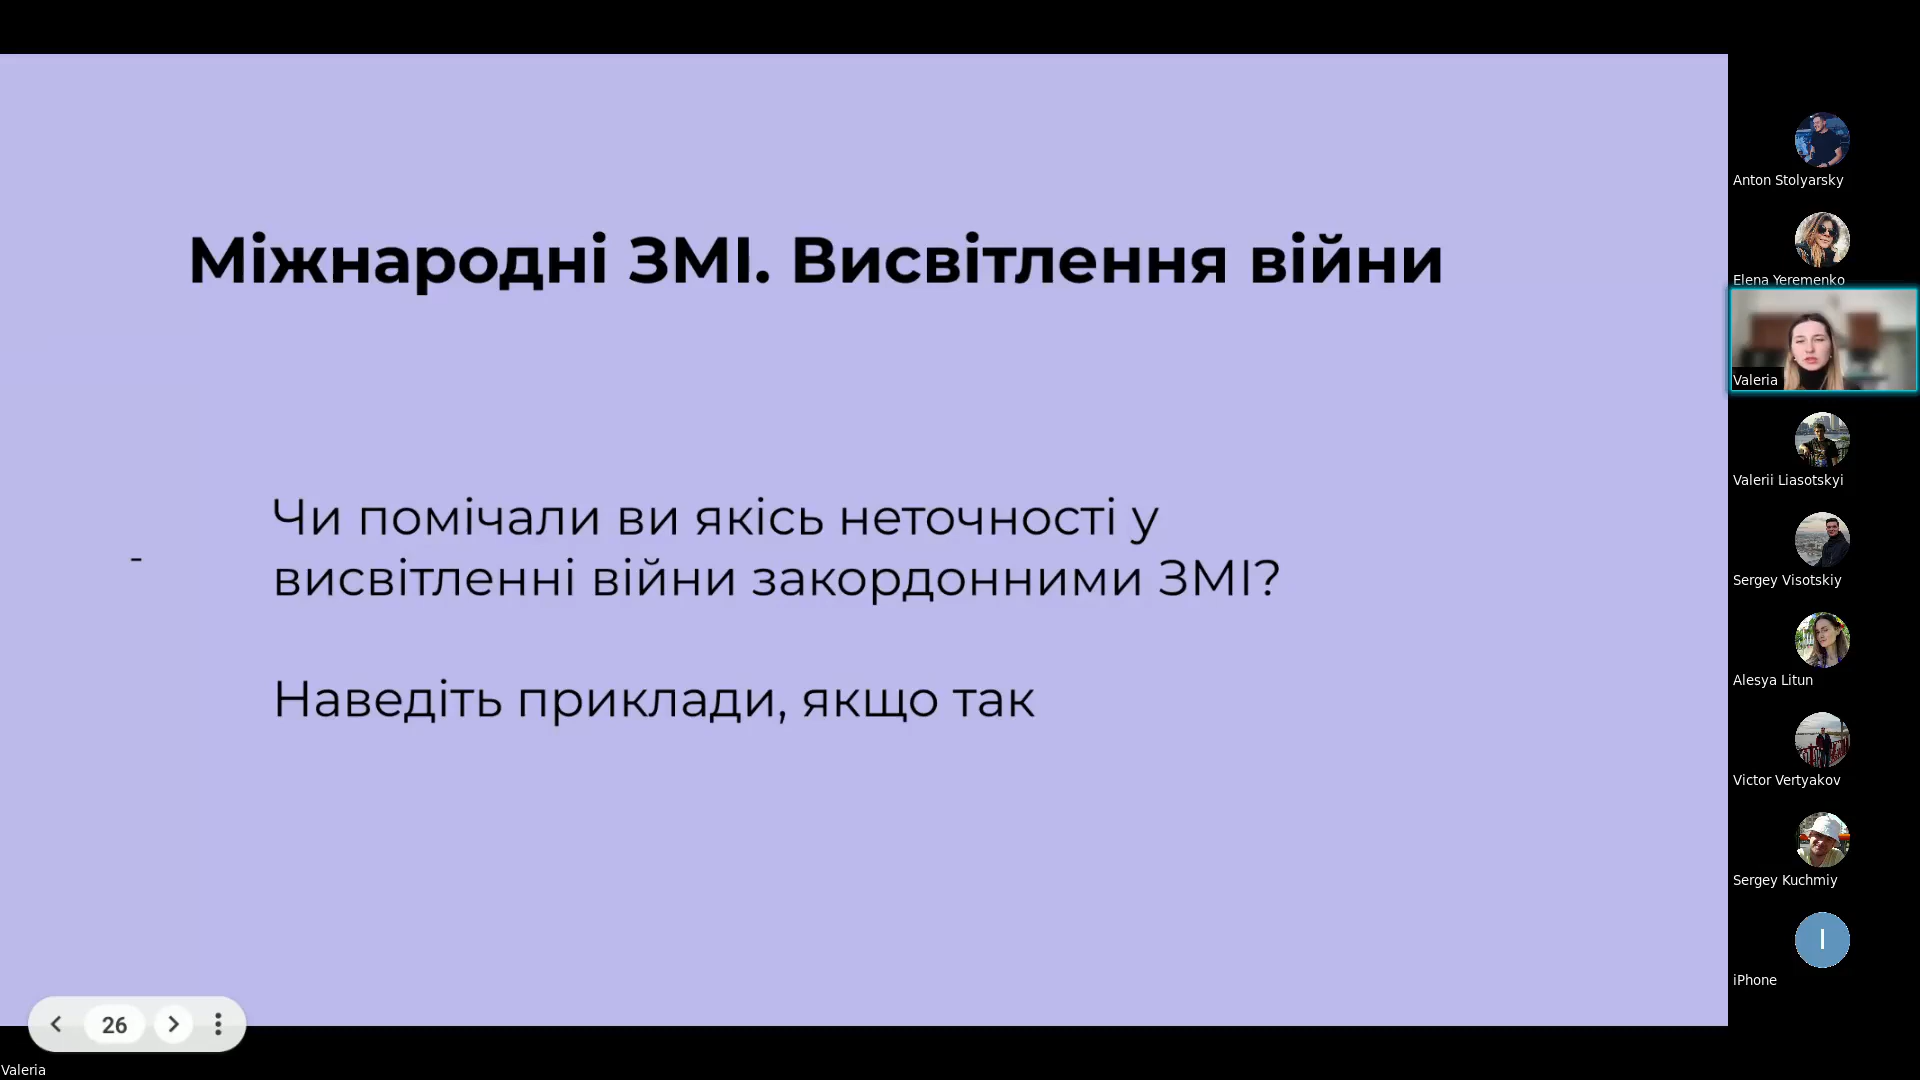 Міжнародні ЗМІ. Висвітлення війни
- Чи помічали ви якісь неточності у
висвітленні війни закордонними ЗМІ?
Наведіть приклади, якщо так
26
Valeria
Anton Stolyarsky
Elena Yeremenko
Valeria
Valerii Liasotskyi
Sergey Visotskiy
Alesya Litun
Victor Vertyakov
Sergey Kuchmiy
I
iPhone